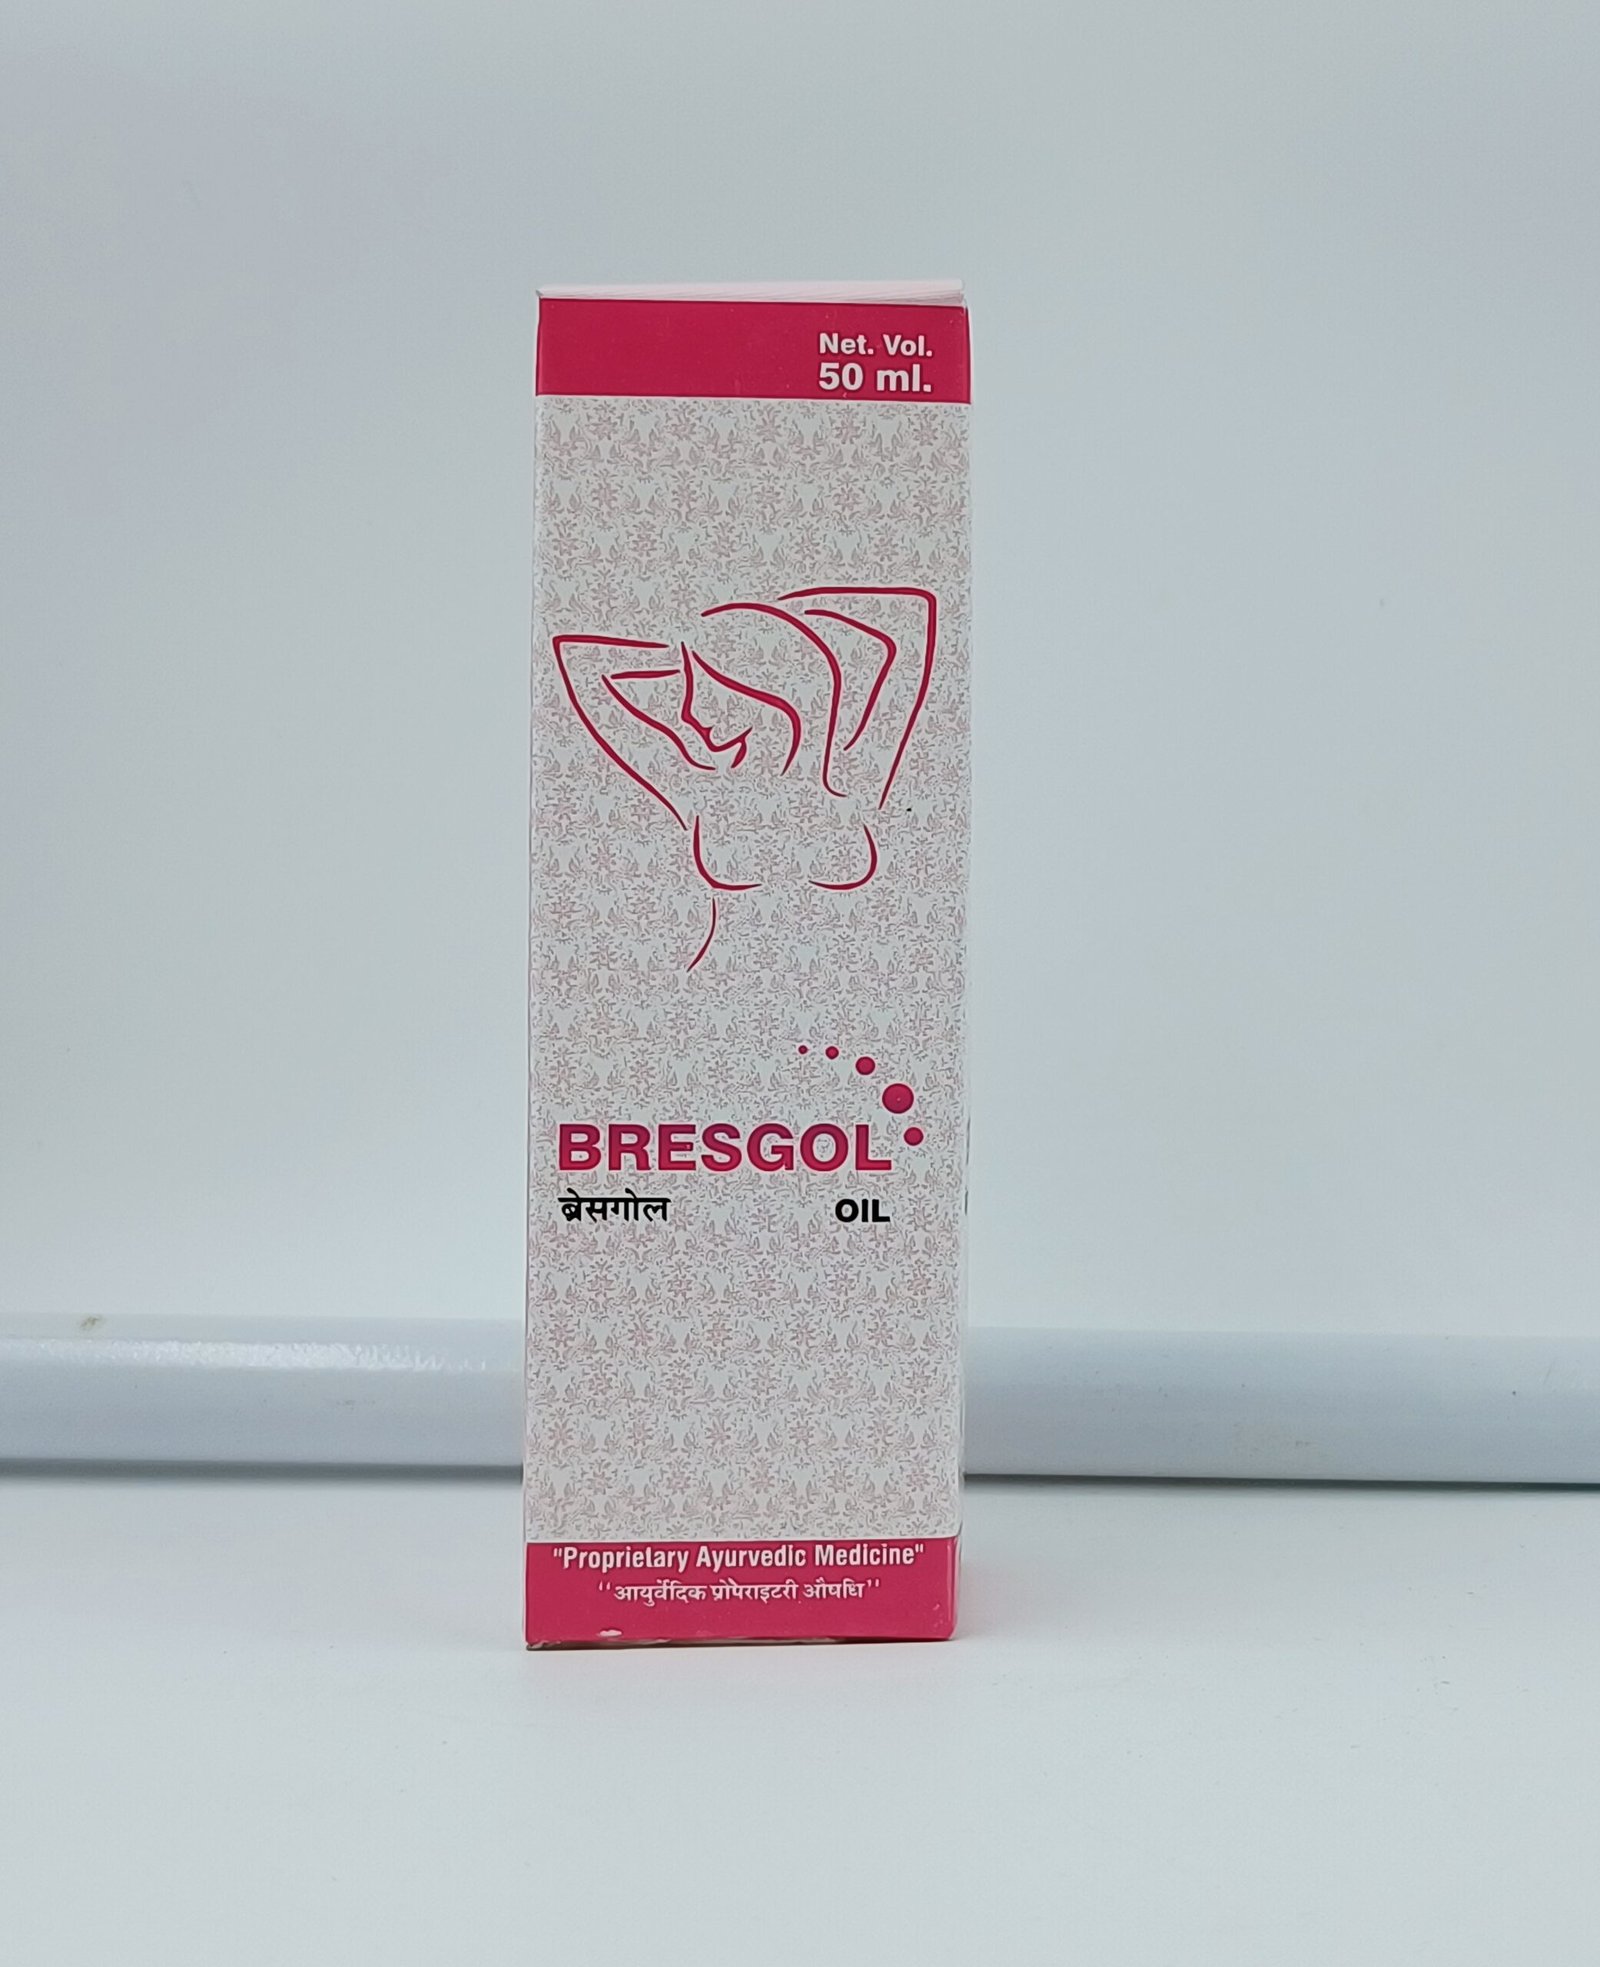 Net. Vol.
50 ml.
BRESGOL
ब्रेसगोल OIL
"Proprietary Ayurvedic Medicine"
‘‘आयुर्वेदिक प्रोपेराइटरी औषधि’’